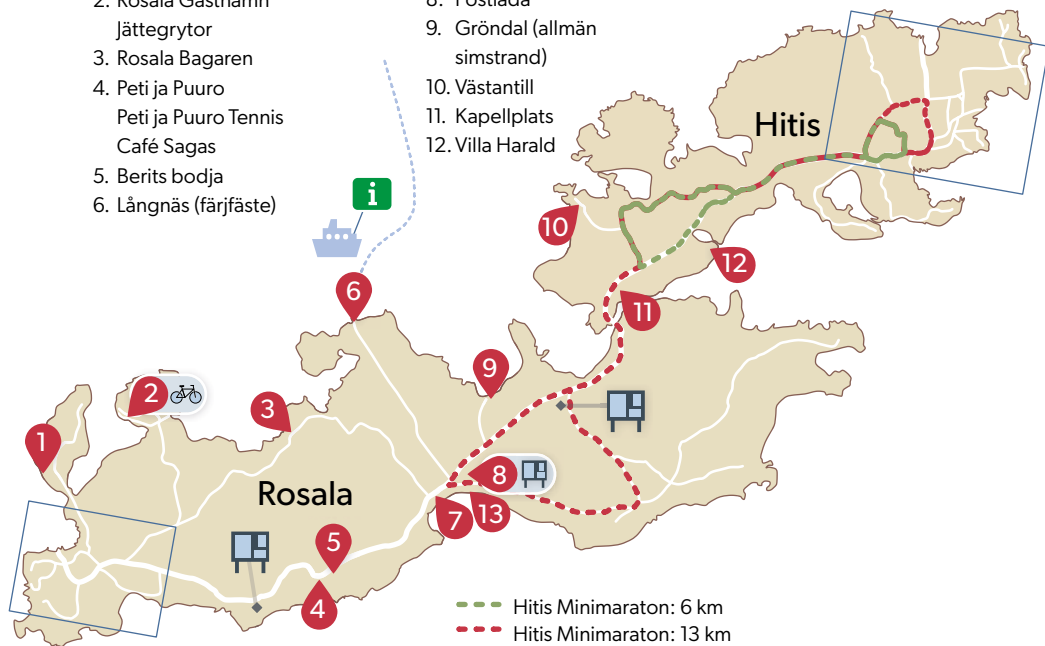 2. Rosala Gästhamn
Jättegrytor
3. Rosala Bagaren
4. Peti ja Puuro
Peti ja Puuro Tennis
Café Sagas
5. Berits bodja
6. Långnäs (färjfäste)
9. Gröndal (allmän
simstrand)
10. Västantill
11. Kapellplats
12. Villa Harald
Hitis
i
10
12
6
11
9
2
3
1
Rosala
8
7
13
5
4
Hitis Minimaraton: 6 km
Hitis Minimaraton: 13 km